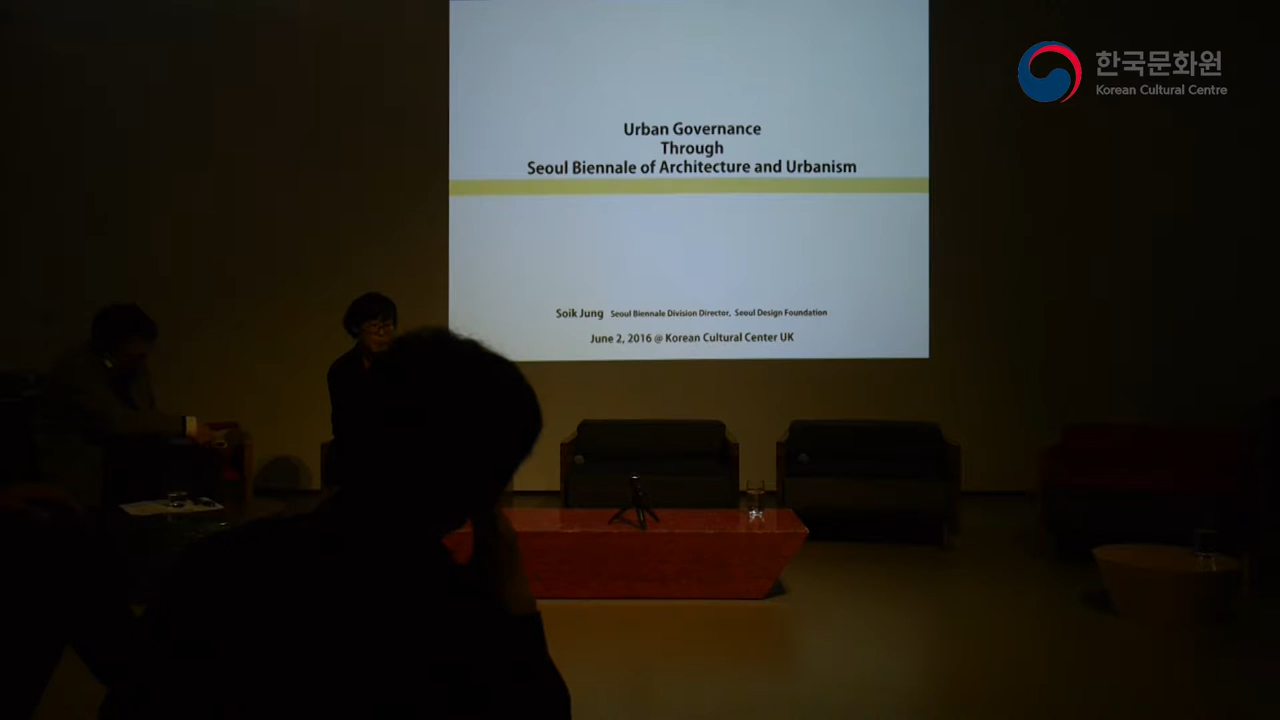 한국문화원
Korean Cultural Centre
Urban Governance
Through
Seoul Biennale of Architecture and Urbanism
Soik Jung Seoul Biennale Division Director, Seoul Design Foundation
June 2, 2016 @ Korean Cultural Center UK